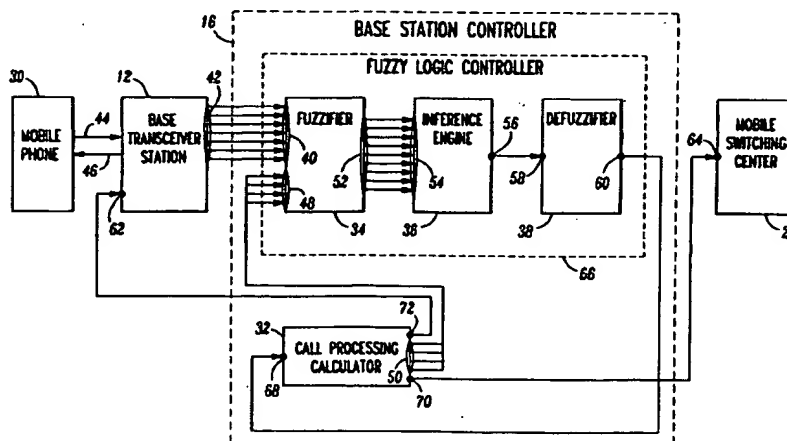 16
BASE STATION CONTROLLER
FUZZY LOGIC CONTROLLER
30
12
42
44
46
MOBILE
PHONE
BASE
TRANSCEIVER
STATION
62
FUZZIFIER
40
48
52
34
INFERENCE
ENGINE
54
56
36
DEFUZZIFIER
58
60
38
64
MOBILE
SWITCHING
CENTER
66
32
CALL PROCESSING
CALCULATOR
68
72
50
70